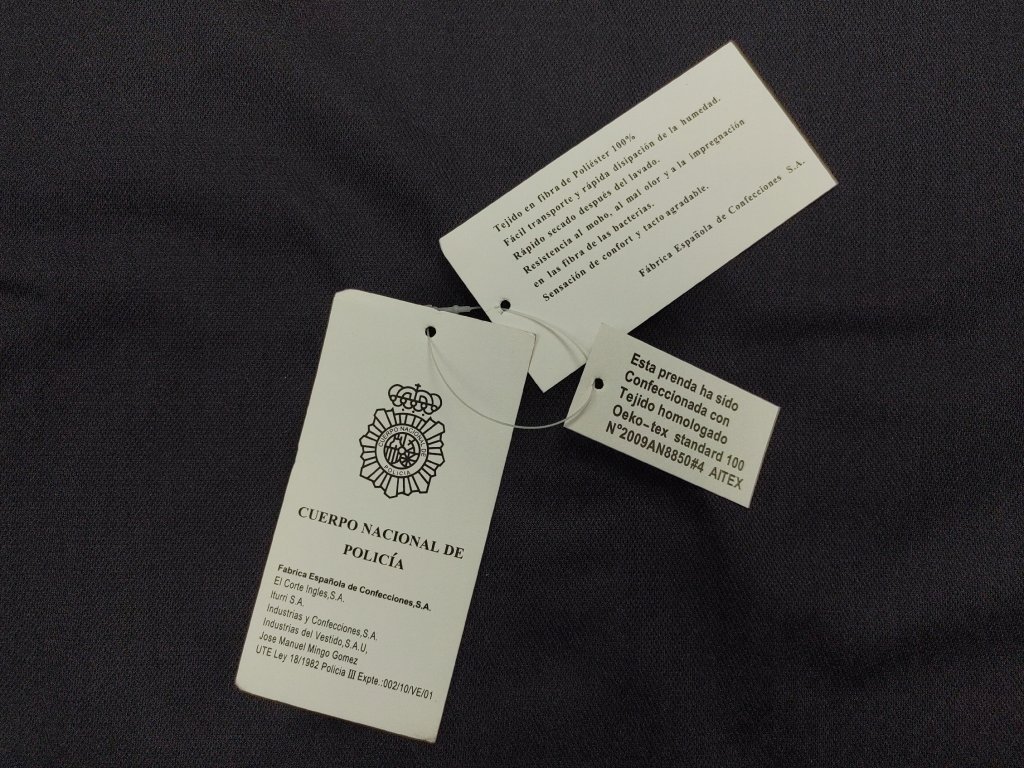 Tejido en fibra de Poliéster 100%
Fácil transporte y rápida disipación de la humedad.
Rápido secado después del lavado.
Resistencia al moho, al mal olor y a la impregnación
en las fibra de las bacterias.
Sensación de confort y tacto agradable.
Fábrica Española de Confecciones S.A.
Esta prenda ha sido
Confeccionada con
Tejido homologado
Oeko-tex standard 100
N°2009AN8850#4 AITEX
CUERPO NACIONAL DE
POLICIA
CUERPO NACIONAL DE
POLICÍA
Fabrica Española de Confecciones,S.A.
El Corte Ingles,S.A.
Iturri S.A.
Industrias y Confecciones,S.A.
Industrias del Vestido,S.A.U,
Jose Manuel Mingo Gomez
UTE Ley 18/1982 Policia III Expte.:002/10/VE/01